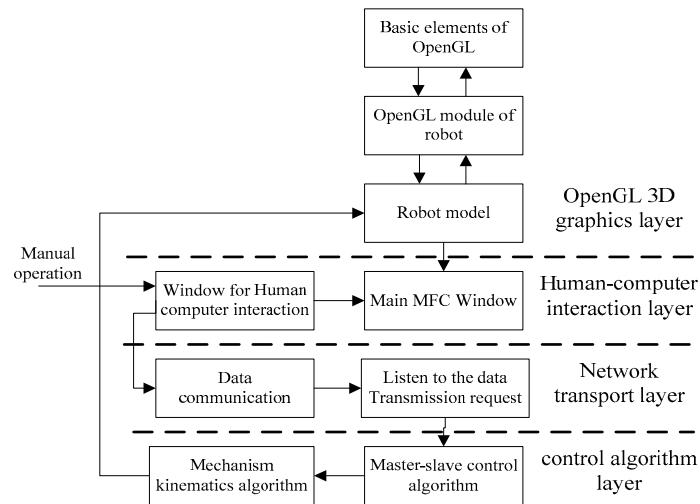 Basic elements of
OpenGL
OpenGL module of
robot
Robot model
OpenGL 3D
graphics layer
Manual
operation
Window for Human
computer interaction
Main MFC Window
Human-computer
interaction layer
Data
communication
Listen to the data
Transmission request
Network
transport layer
Mechanism
kinematics algorithm
Master-slave control
algorithm
control algorithm
layer